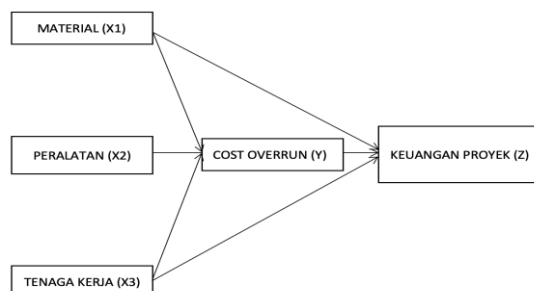 MATERIAL (X1)
PERALATAN (X2)
COST OVERRUN (Y)
KEUANGAN PROYEK (Z)
TENAGA KERJA (X3)